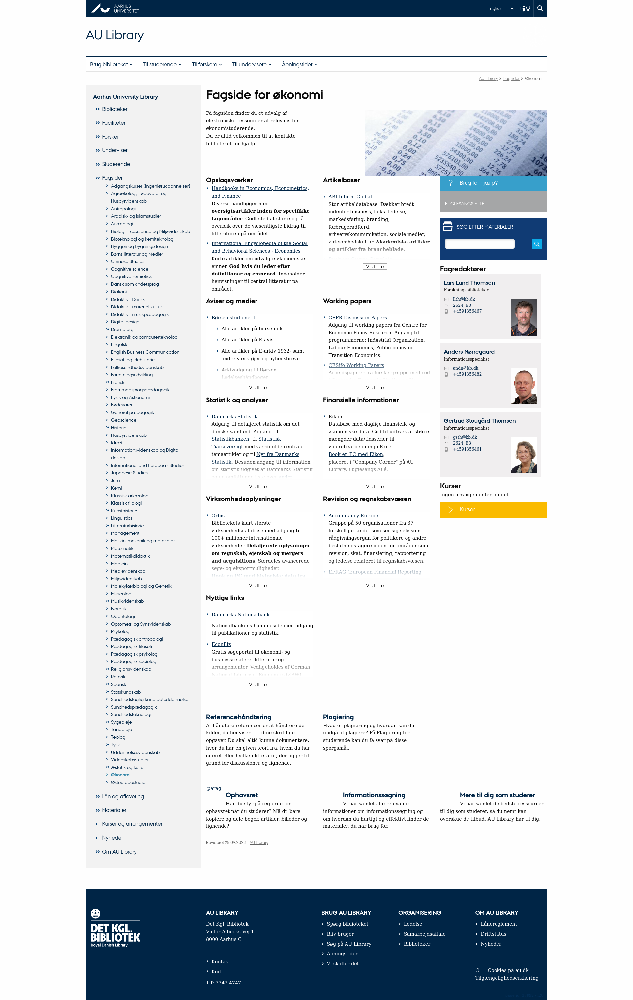 AARHUS
UNIVERSITET
English
Find
AU Library
Brug biblioteket
Til studerende
Til forskere
Til undervisere
Åbningstider
AU Library
Fagsider
Økonomi
Aarhus University Library
Biblioteker
Faciliteter
Forsker
Underviser
Studerende
Fagsider
Adgangskurser (Ingeniøruddannelser)
Agroøkologi, Fødevarer og
Husdyrvidenskab
Antropologi
Arabisk- og islamstudier
Arkæologi
Biologi, Ecoscience og Miljøvidenskab
Bioteknologi og kemiteknologi
Byggeri og bygningsdesign
Børns litteratur og Medier
Chinese Studies
Cognitive science
Cognitive semiotics
Dansk som andetsprog
Diakoni
Didaktik – Dansk
Didaktik – materiel kultur
Didaktik – musikpædagogik
Digital design
Dramaturgi
Elektronik og computerteknologi
Engelsk
English Business Communication
Filosofi og Idehistorie
Folkesundhedsvidenskab
Forretningsudvikling
Fransk
Fremmedsprogspædagogik
Fysik og Astronomi
Fødevarer
Generel pædagogik
Geoscience
Historie
Husdyrvidenskab
Idræt
Informationsvidenskab og Digital
design
International and European Studies
Japanese Studies
Jura
Kemi
Klassisk arkæologi
Klassisk filologi
Kunsthistorie
Linguistics
Litteraturhistorie
Management
Maskin, mekanik og materialer
Matematik
Matematikdidaktik
Medicin
Medievidenskab
Miljøvidenskab
Molekylærbiologi og Genetik
Museologi
Musikvidenskab
Nordisk
Odontologi
Optometri og Synsvidenskab
Psykologi
Pædagogisk antropologi
Pædagogisk filosofi
Pædagogisk psykologi
Pædagogisk sociologi
Religionsvidenskab
Retorik
Spansk
Statskundskab
Sundhedsfaglig kandidatuddannelse
Sundhedspædagogik
Sundhedsteknologi
Sygepleje
Tandpleje
Teologi
Tysk
Uddannelsesvidenskab
Videnskabsstudier
Æstetik og kultur
Økonomi
Østeuropastudier
Lån og aflevering
Materialer
Kurser og arrangementer
Nyheder
Om AU Library
Fagside for økonomi
På fagsiden finder du et udvalg af
elektroniske ressourcer af relevans for
økonomistuderende.
Du er altid velkommen til at kontakte
biblioteket for hjælp.
Opslagsværker
Handbooks in Economics, Econometrics,
and Finance
Diverse håndbøger med
oversigtsartikler inden for specifikke
fagområder. Godt sted at starte og få
overblik over de væsentligste bidrag til
litteraturen på området.
International Encyclopedia of the Social
and Behavioral Sciences - Economics
Korte artikler om udvalgte økonomiske
emner. God hvis du leder efter
definitioner og emneord. Indeholder
henvisninger til central litteratur på
området.
Artikelbaser
ABI Inform Global
Stor artikeldatabase. Dækker bredt
indenfor business, f.eks. ledelse,
markedsføring, branding,
forbrugeradfærd,
erhvervskommunikation, sociale medier,
virksomhedskultur. Akademiske artikler
og artikler fra brancheblade.
Vis flere
Aviser og medier
Børsen studienet+
Alle artikler på borsen.dk
Alle artikler på E-avis
Alle artikler på E-arkiv 1932- samt
andre værktøjer og nyhedsbreve
Arkivadgang til Børsen
Ledelseshåndbøger
Vis flere
Working papers
CEPR Discussion Papers
Adgang til working papers fra Centre for
Economic Policy Research. Adgang til
programmerne: Industrial Organization,
Labour Economics, Public policy og
Transition Economics.
CESifo Working Papers
Arbejdspapirer fra forskergruppe med rod
Vis flere
Statistik og analyser
Danmarks Statistik
Adgang til detaljeret statistik om det
danske samfund. Adgang til
Statistikbanken, til Statistisk
Tiårsoversigt med værdifulde centrale
temaartikler og til Nyt fra Danmarks
Statistik. Desuden adgang til information
om statistik udgivet af Danmarks Statistik
og en omfattende liste over andre
Vis flere
Finansielle informationer
Eikon
Database med daglige finansielle og
økonomiske data. God til udtræk af større
mængder data/tidsserier til
viderebearbejdning i Excel.
Book en PC med Eikon,
placeret i "Company Corner" på AU
Library, Fuglesangs Allé.
Vis flere
Virksomhedsoplysninger
Orbis
Bibliotekets klart største
virksomhedsdatabase med adgang til
100+ millioner internationale
virksomheder. Detaljerede oplysninger
om regnskab, ejerskab og mergers
and acquisitions. Særdeles avancerede
søge- og eksportmuligheder.
Book en PC med historiske data fra
Vis flere
Revision og regnskabsvæsen
Accountancy Europe
Gruppe på 50 organisationer fra 37
forskellige lande, som ser sig selv som
rådgivningsorgan for politikere og andre
beslutningstagere inden for områder som
revision, skat, finansiering, rapportering
og ledelse relateret til regnskabsvæsen.
EFRAG (European Financial Reporting
Vis flere
Nyttige links
Danmarks Nationalbank
Nationalbankens hjemmeside med adgang
til publikationer og statistik.
EconBiz
Gratis søgeportal til økonomi- og
businessrelateret litteratur og
arrangementer. Vedligeholdes af German
National Library of Economics (ZBW)
Vis flere
Brug for hjælp?
FUGLESANGS ALLÉ
SØG EFTER MATERIALER
Fagredaktører
Lars Lund-Thomsen
Forskningsbibliotekar
llth@kb.dk
2624, E3
+4591356467
Anders Nørregaard
Informationsspecialist
andn@kb.dk
+4591356482
Gertrud Stougård Thomsen
Informationsspecialist
gsth@kb.dk
2624, E3
+4591356461
Kurser
Ingen arrangementer fundet.
Kurser
Referencehåndtering
At håndtere referencer er at håndtere de
kilder, du henviser til i dine skriftlige
opgaver. Du skal altid kunne dokumentere,
hvor du har en given teori fra, hvem du har
citeret eller hvilken litteratur, der ligger til
grund for diskussioner og lignende.
Plagiering
Hvad er plagiering og hvordan kan du
undgå at plagiere? På Plagiering for
studerende kan du få svar på disse
spørgsmål.
parag
Ophavsret
Har du styr på reglerne for
ophavsret når du studerer? Må du bare
kopiere og dele bøger, artikler, billeder og
lignende?
Informationssøgning
Vi har samlet alle relevante
informationer om informationssøgning og
om hvordan du hurtigt og effektivt finder de
materialer, du har brug for.
Mere til dig som studerer
Vi har samlet de bedste ressourcer
til dig som studerer, så du nemt kan
overskue de tilbud, AU Library har til dig.
Revideret 28.09.2023 - AU Library
DET KGL.
BIBLIOTEK
Royal Danish Library
AU LIBRARY
Det Kgl. Bibliotek
Victor Albecks Vej 1
8000 Aarhus C
Kontakt
Kort
Tlf: 3347 4747
BRUG AU LIBRARY
Spørg biblioteket
Bliv bruger
Søg på AU Library
Åbningstider
Vi skaffer det
ORGANISERING
Ledelse
Samarbejdsaftale
Biblioteker
OM AU LIBRARY
Lånereglement
Driftstatus
Nyheder
© — Cookies på au.dk
Tilgængelighedserklæring